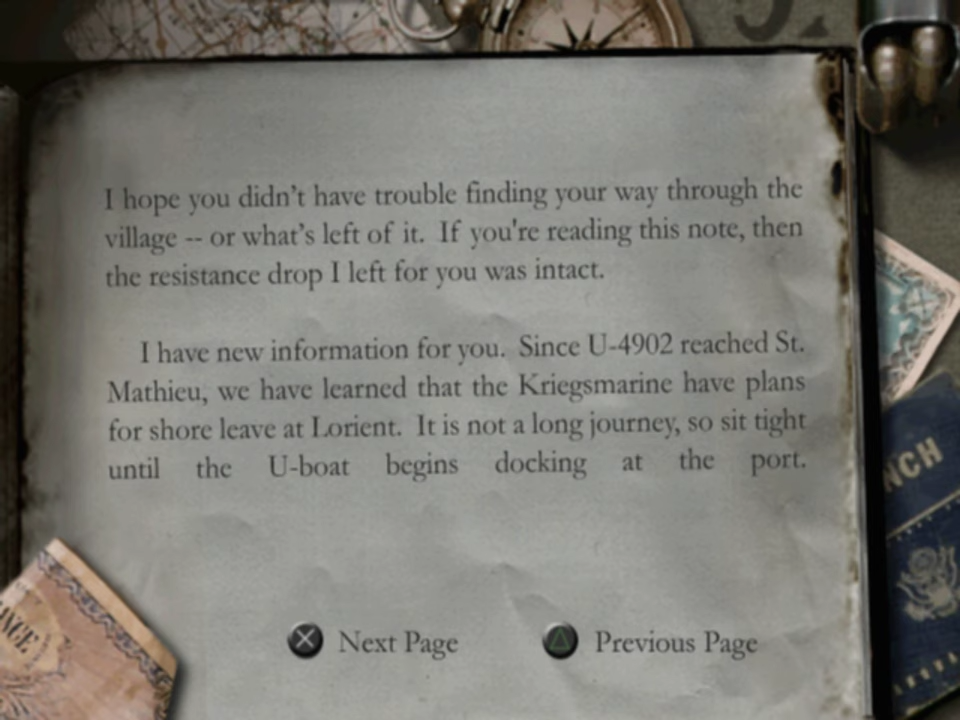 I hope you didn't have trouble finding your way through the
village -- or what's left of it.  If you're reading this note, then
the resistance drop I left for you was intact.
I have new information for you.  Since U-4902 reached St.
Mathieu, we have learned that the Kriegsmarine have plans
for shore leave at Lorient.  It is not a long journey, so sit tight
until the U-boat begins docking at the port.
Next Page
Previous Page
NCH